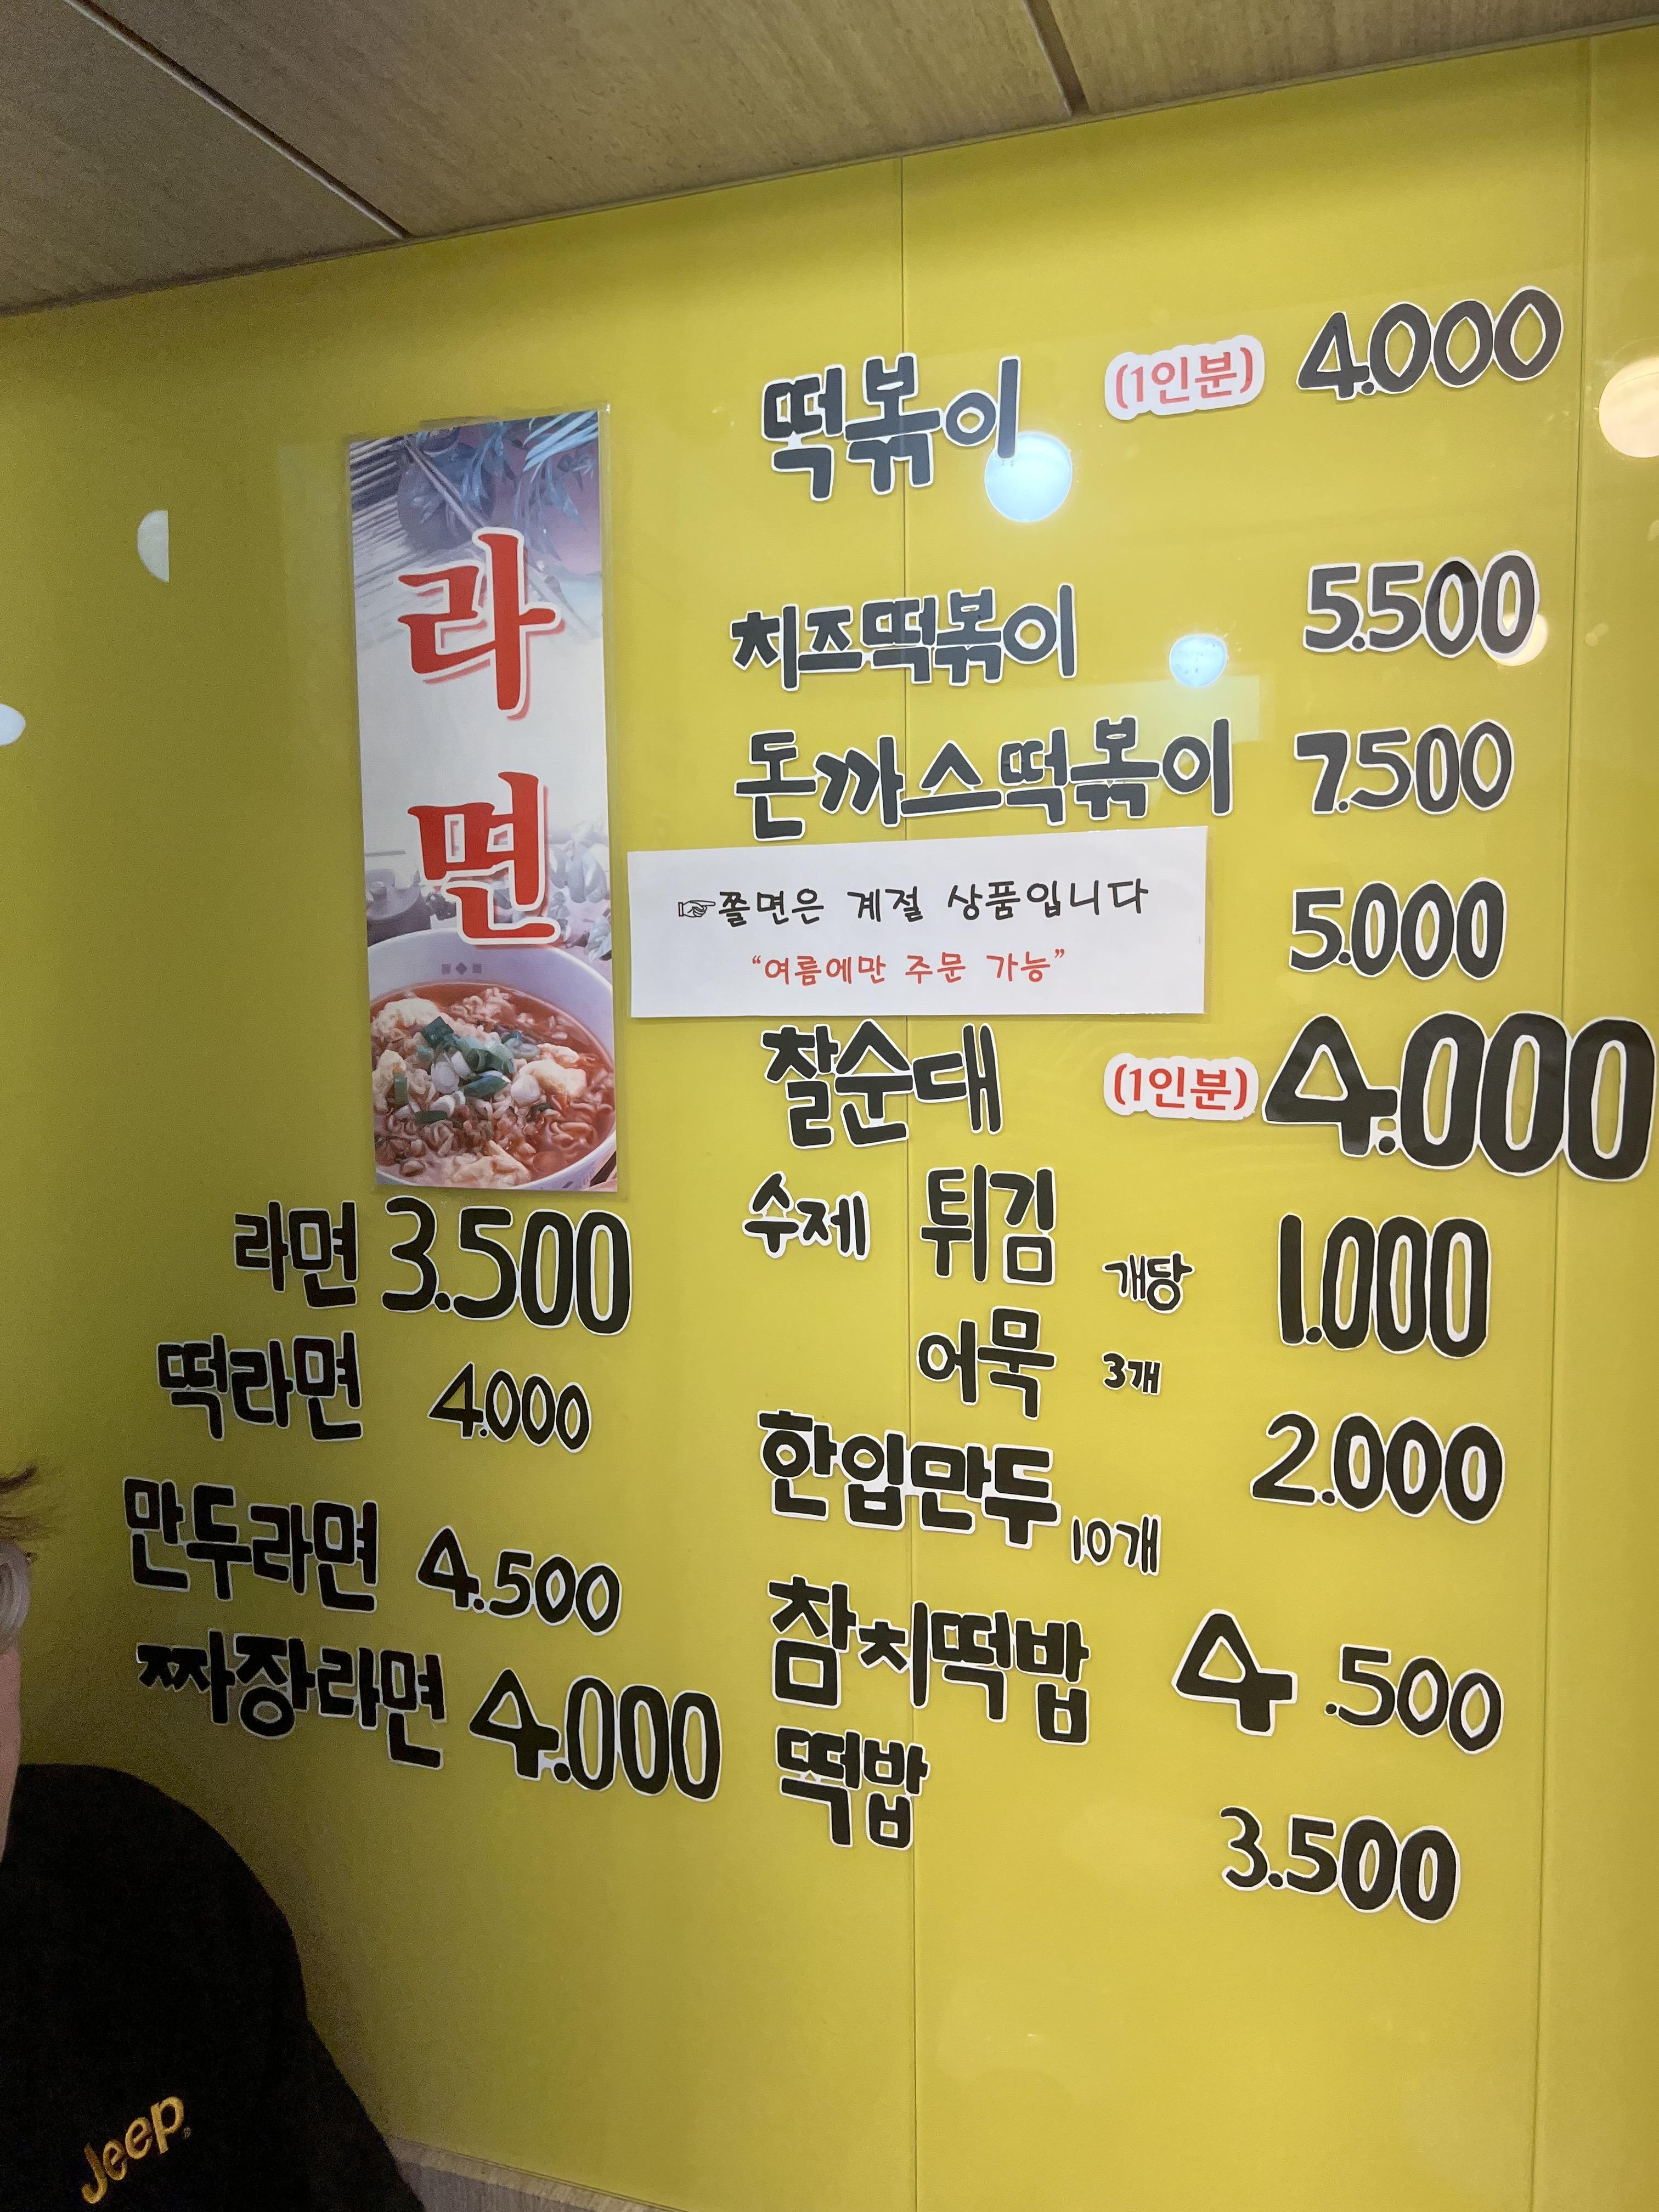 라면
떡볶이 (1인분) 4.000
치즈떡볶이 5.500
돈까스떡볶이 7.500
☞쫄면은 계절 상품입니다 5.000
"여름에만 주문 가능"
찰순대 (1인분) 4.000
수제 튀김 개당 1.000
어묵 3개
한입만두 10개 2.000
참치떡밥 4.500
떡밥 3.500
라면 3.500
떡라면 4.000
만두라면 4.500
짜장라면 4.000
Jeep